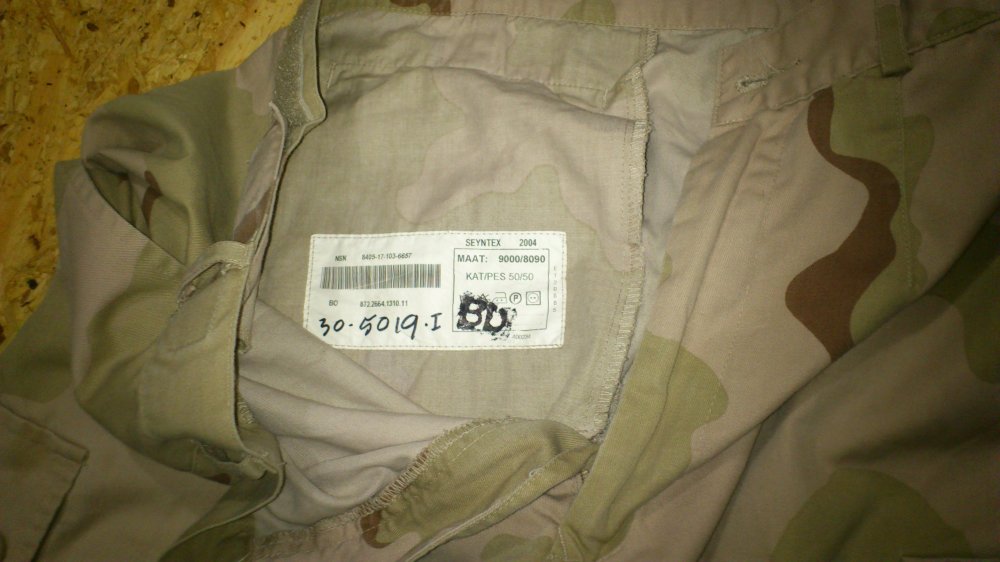 SEYNTEX 2004
NSN 8405-17-103-6657
MAAT: 9000/8090
KAT/PES 50/50
P
BO 872.2664.1310.11
30-5019.I
BD